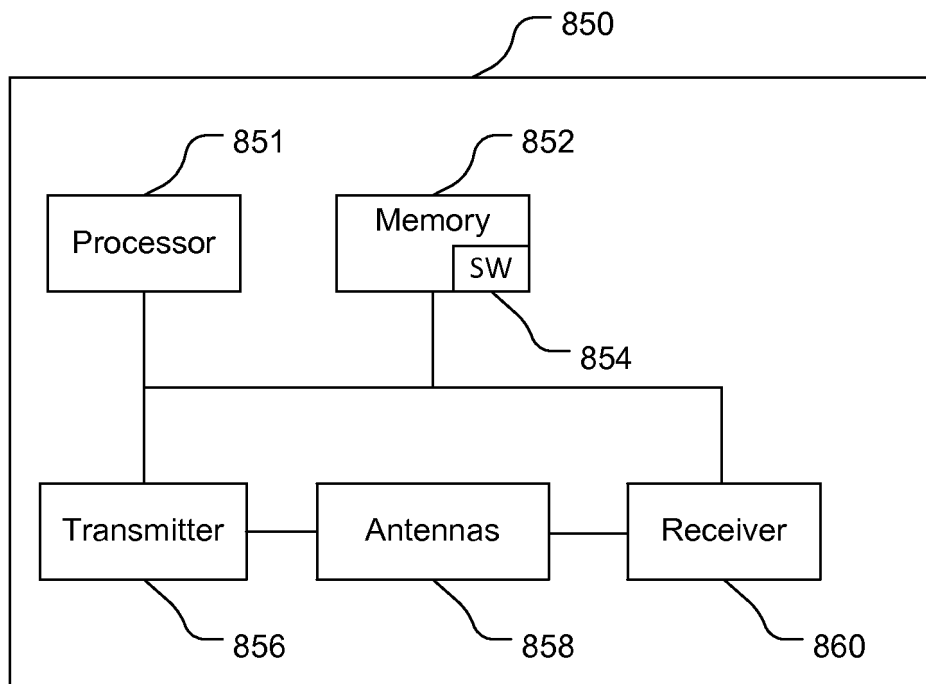 850
851
852
Processor
Memory
SW
854
Transmitter
Antennas
Receiver
856
858
860